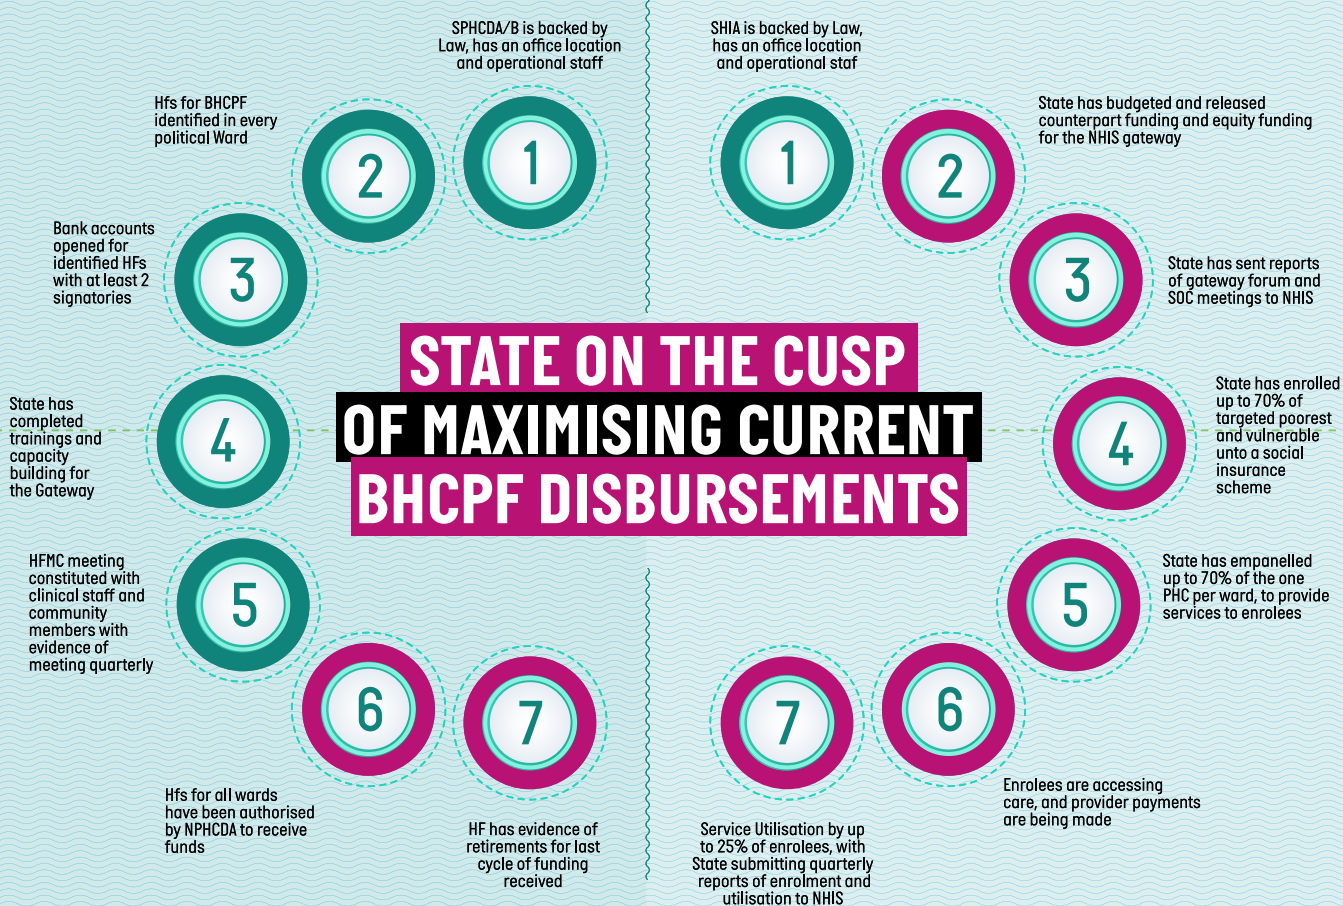 SPHCDA/B is backed by
Law, has an office location
and operational staff
1
Hfs for BHCPF
identified in every
political Ward
2
Bank accounts
opened for
identified HFs
with at least 2
signatories
3
State has
completed
trainings and
capacity
building for
the Gateway
4
HFMC meeting
constituted with
clinical staff and
community
members with
evidence of
meeting quarterly
5
Hfs for all wards
have been authorised
by NPHCDA to receive
funds
6
HF has evidence of
retirements for last
cycle of funding
received
7
STATE ON THE CUSP
OF MAXIMISING CURRENT
BHCPF DISBURSEMENTS
SHIA is backed by Law,
has an office location
and operational staf
1
State has budgeted and released
counterpart funding and equity funding
for the NHIS gateway
2
State has sent reports
of gateway forum and
SOC meetings to NHIS
3
State has enrolled
up to 70% of
targeted poorest
and vulnerable
unto a social
insurance
scheme
4
State has empanelled
up to 70% of the one
PHC per ward, to provide
services to enrolees
5
Enrolees are accessing
care, and provider payments
are being made
6
Service Utilisation by up
to 25% of enrolees, with
State submitting quarterly
reports of enrolment and
utilisation to NHIS
7